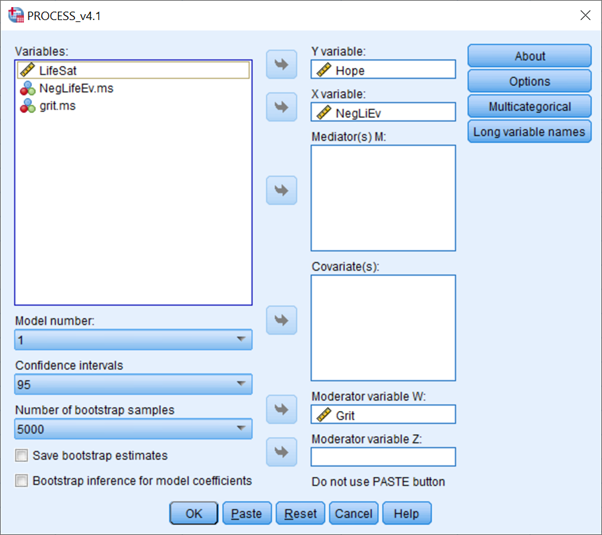 PROCESS_v4.1
Variables:
LifeSat
NegLifeEv.ms
grit.ms
Y variable:
Hope
X variable:
NegLiEv
Mediator(s) M:
Covariate(s):
About
Options
Multicategorical
Long variable names
Model number:
1
Confidence intervals
95
Number of bootstrap samples
5000
Save bootstrap estimates
Bootstrap inference for model coefficients
Moderator variable W:
Grit
Moderator variable Z:
Do not use PASTE button
OK
Paste
Reset
Cancel
Help